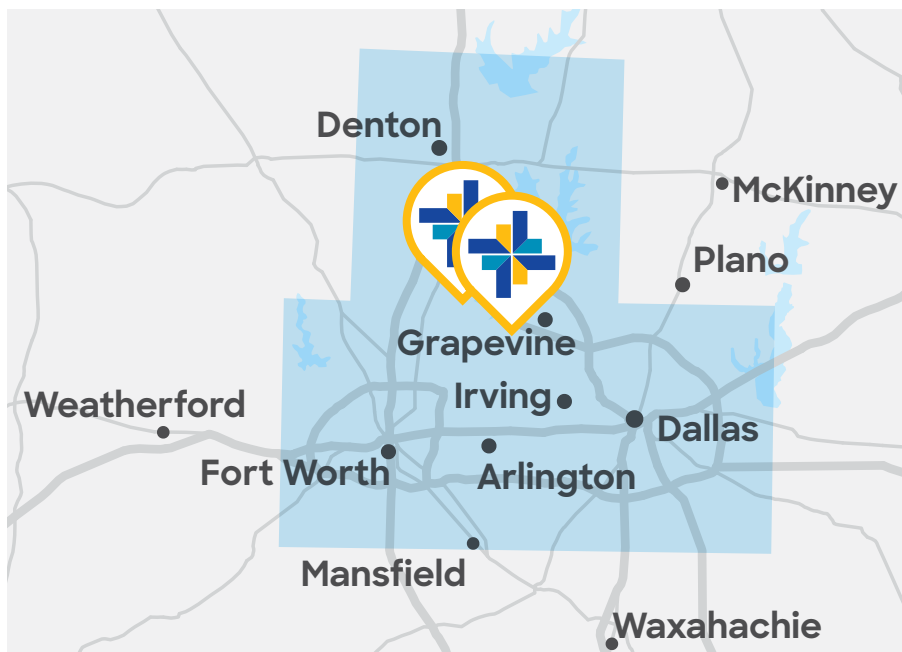 Denton
McKinney
Plano
Grapevine
Irving
Weatherford
Dallas
Fort Worth
Arlington
Mansfield
Waxahachie